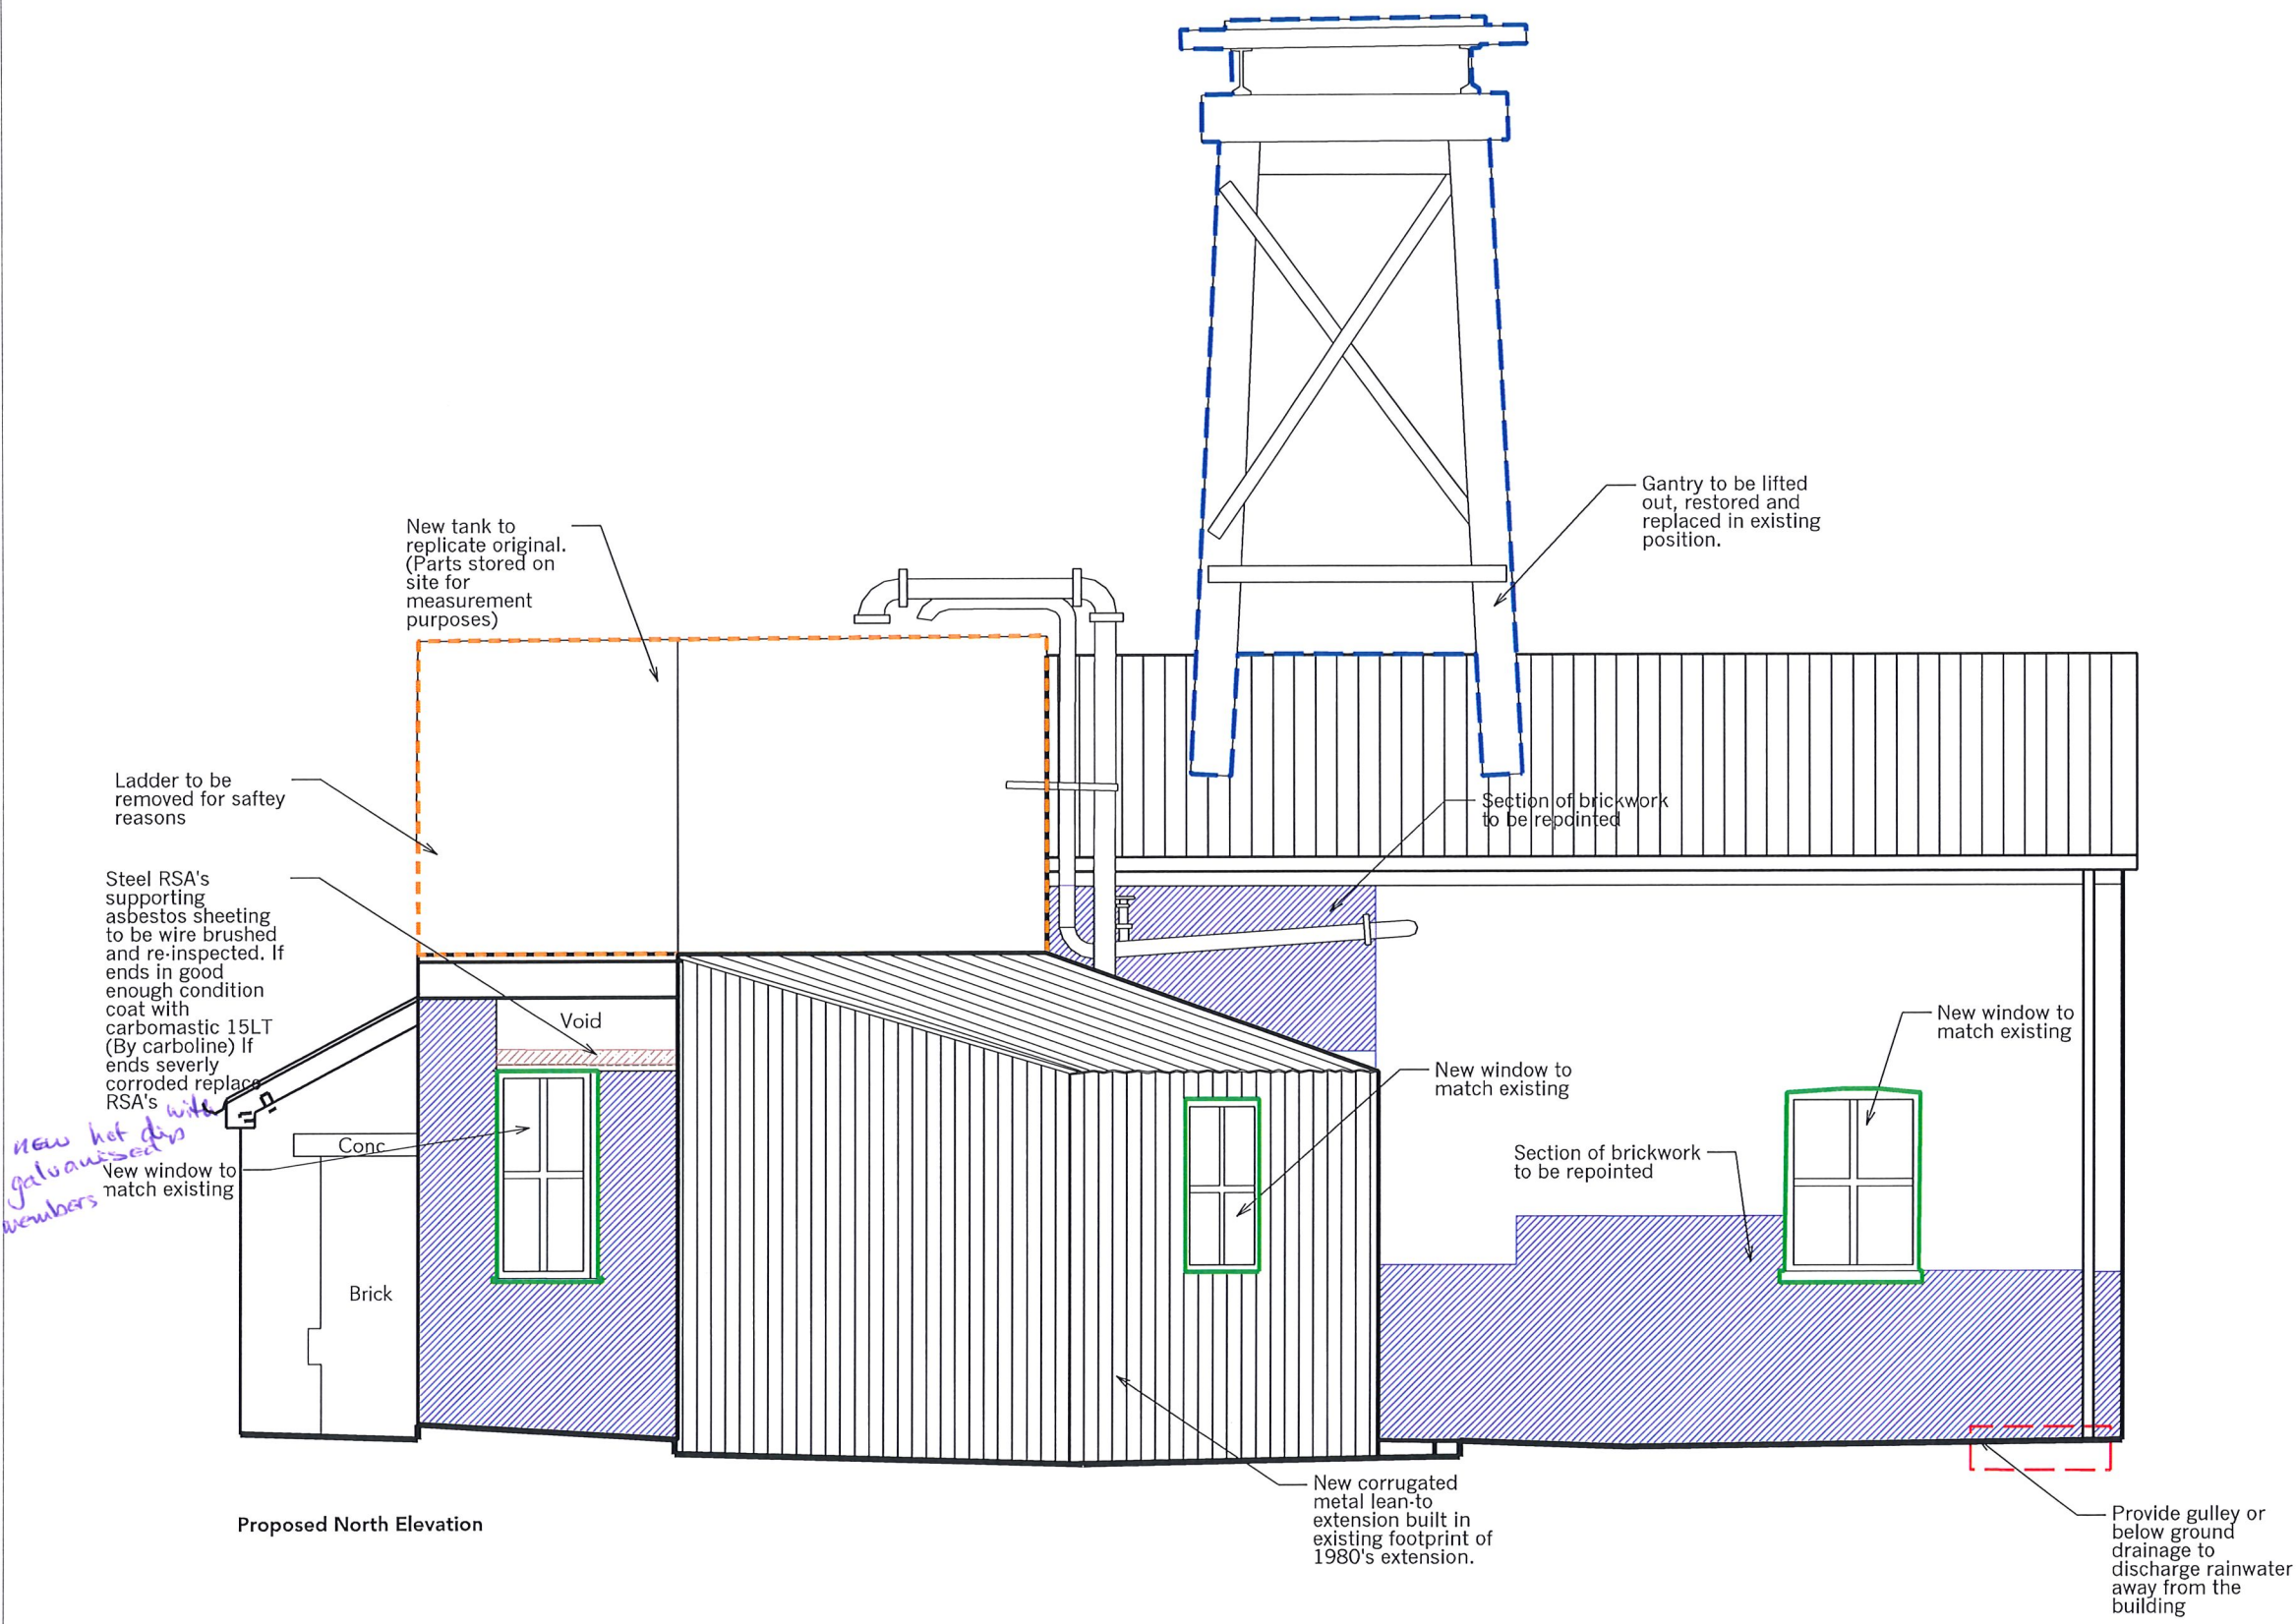 Gantry to be lifted
out, restored and
replaced in existing
position.
New tank to
replicate original.
(Parts stored on
site for
measurement
purposes)
Ladder to be
removed for saftey
reasons
Section of brickwork
to be repointed
Steel RSA's
supporting
asbestos sheeting
to be wire brushed
and re-inspected. If
ends in good
enough condition
coat with
carbomastic 15LT
(By carboline) If
ends severly
corroded replace
RSA's with
new hot dip
galvanised
members
Void
New window to
match existing
New window to
match existing
Conc
New window to
match existing
Section of brickwork
to be repointed
Brick
New corrugated
metal lean-to
extension built in
existing footprint of
1980's extension.
Proposed North Elevation
Provide gulley or
below ground
drainage to
discharge rainwater
away from the
building